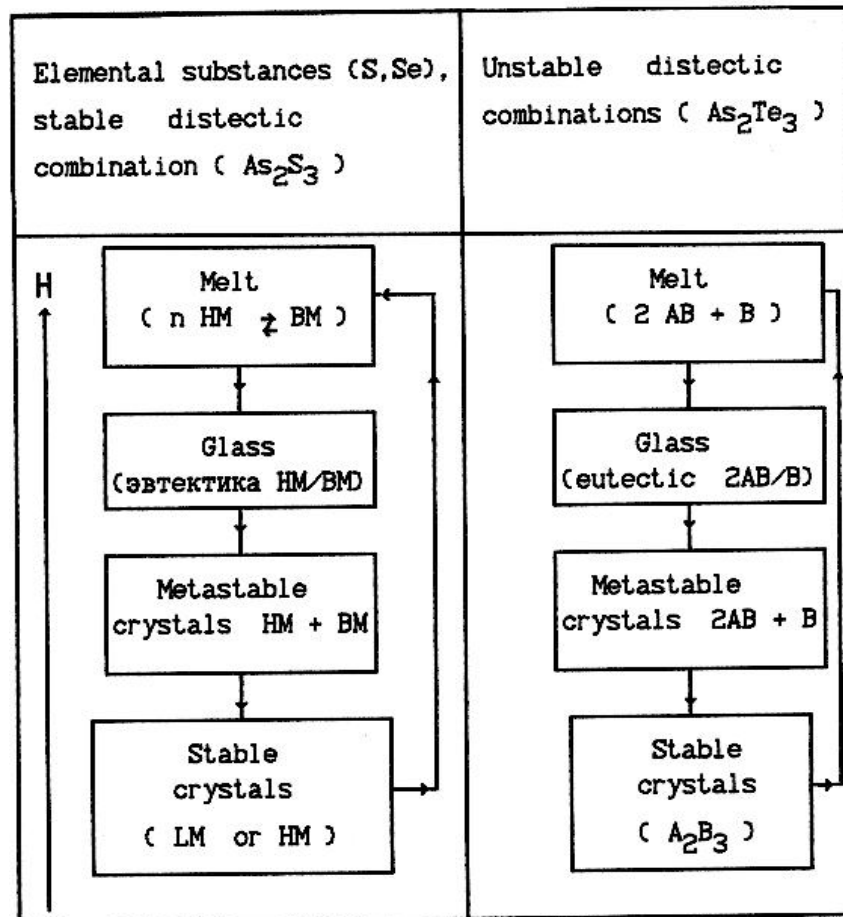 Elemental substances (S,Se),
stable distectic
combination ( As₂S₃ )
Unstable distectic
combinations ( As₂Te₃ )
H
Melt
( n HM ⇄ BM )
Glass
(эвтектика HM/BM)
Metastable
crystals HM + BM
Stable
crystals
( LM or HM )
Melt
( 2 AB + B )
Glass
(eutectic 2AB/B)
Metastable
crystals 2AB + B
Stable
crystals
( A₂B₃ )